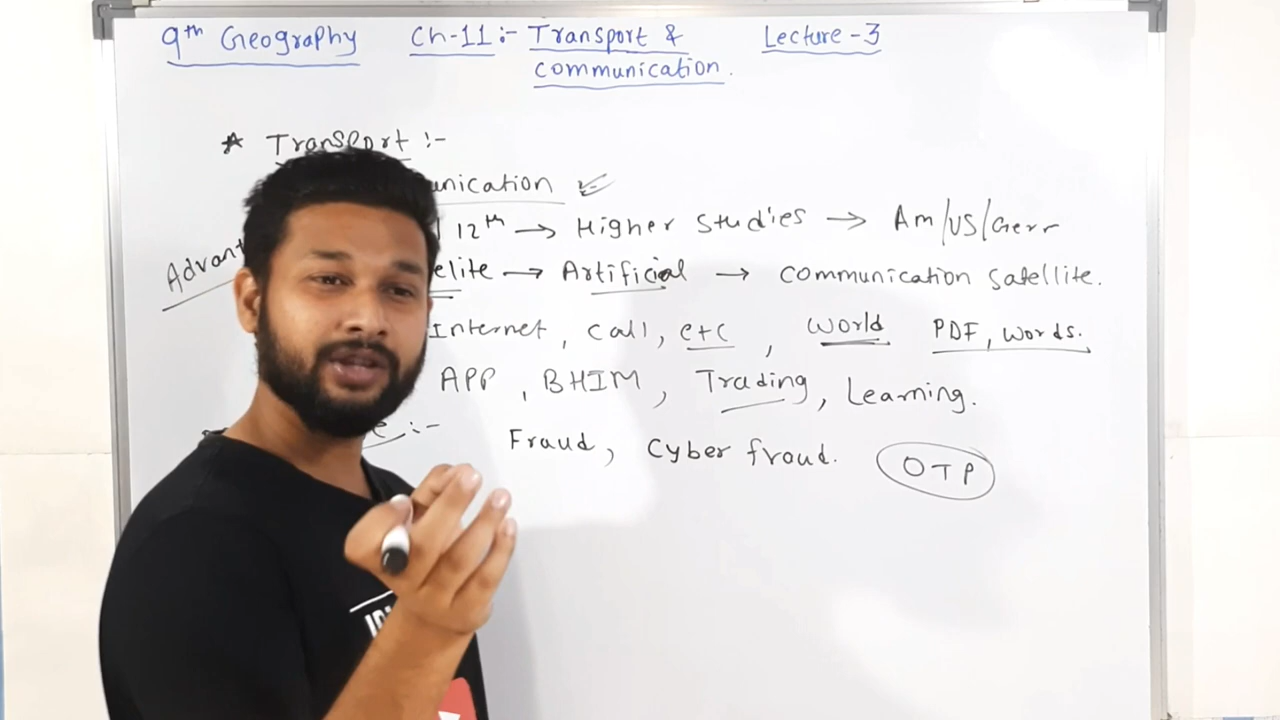 9th Geography Ch-11:- Transport & communication. Lecture-3
* Transport :-
unication
12th → Higher Studies → Am/US/Gerr
Advant
elite → Artificial → communication satellite.
Internet, call, etc, World PDF, Words.
APP, BHIM, Trading, Learning.
e :-
Fraud, Cyber fraud. OTP